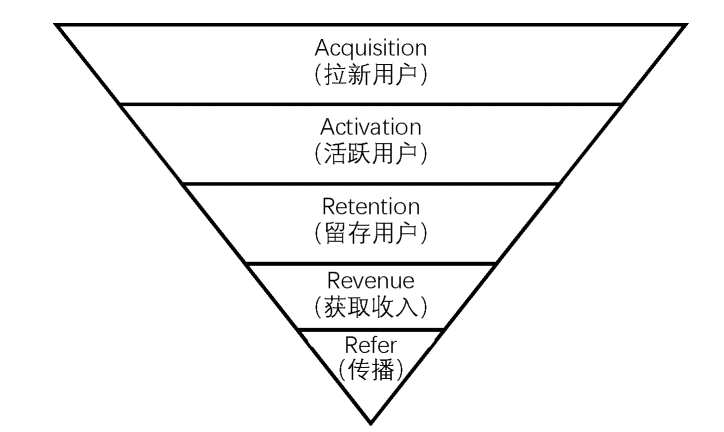 Acquisition
（拉新用户）
Activation
（活跃用户）
Retention
（留存用户）
Revenue
（获取收入）
Refer
（传播）